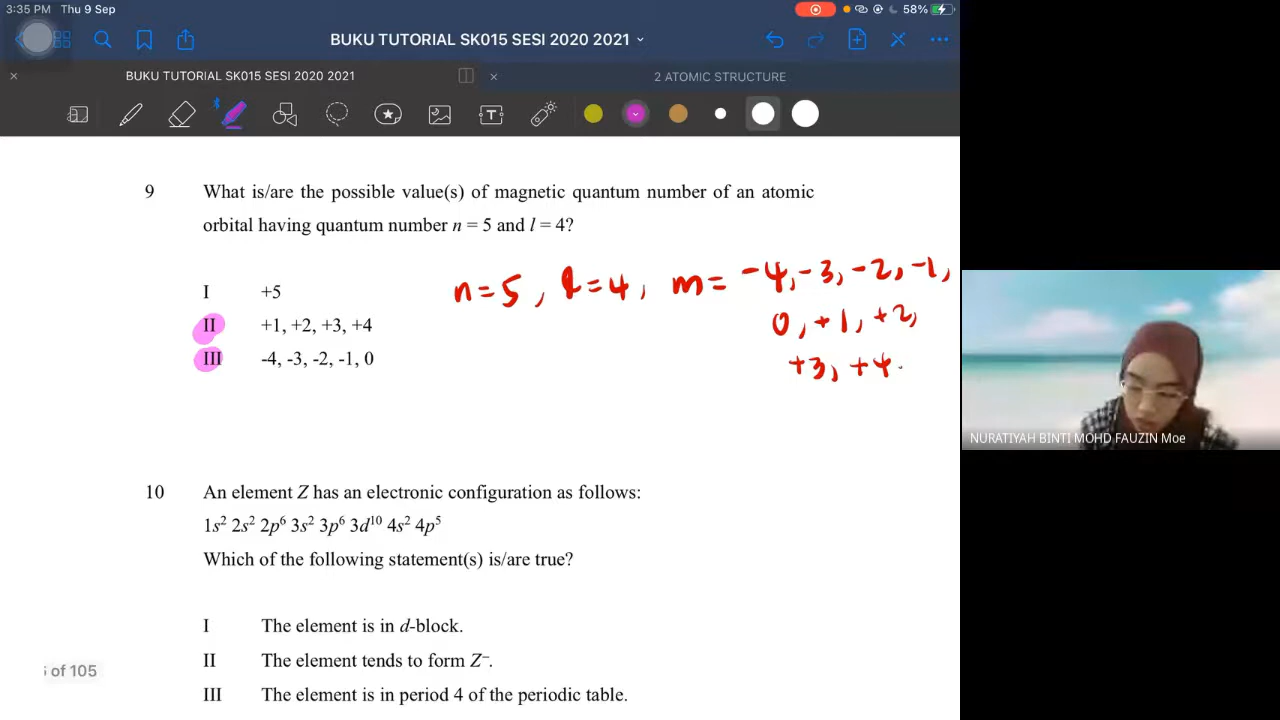 3:35 PM Thu 9 Sep
58%
BUKU TUTORIAL SK015 SESI 2020 2021
BUKU TUTORIAL SK015 SESI 2020 2021
2 ATOMIC STRUCTURE
9 What is/are the possible value(s) of magnetic quantum number of an atomic
orbital having quantum number n = 5 and l = 4?
n=5, l=4, m= -4,-3,-2,-1,
0,+1,+2,
+3,+4.
I +5
II +1, +2, +3, +4
III -4, -3, -2, -1, 0
NURATIYAH BINTI MOHD FAUZIN Moe
10 An element Z has an electronic configuration as follows:
1s² 2s² 2p⁶ 3s² 3p⁶ 3d¹⁰ 4s² 4p⁵
Which of the following statement(s) is/are true?
I The element is in d-block.
II The element tends to form Z⁻.
III The element is in period 4 of the periodic table.
of 105